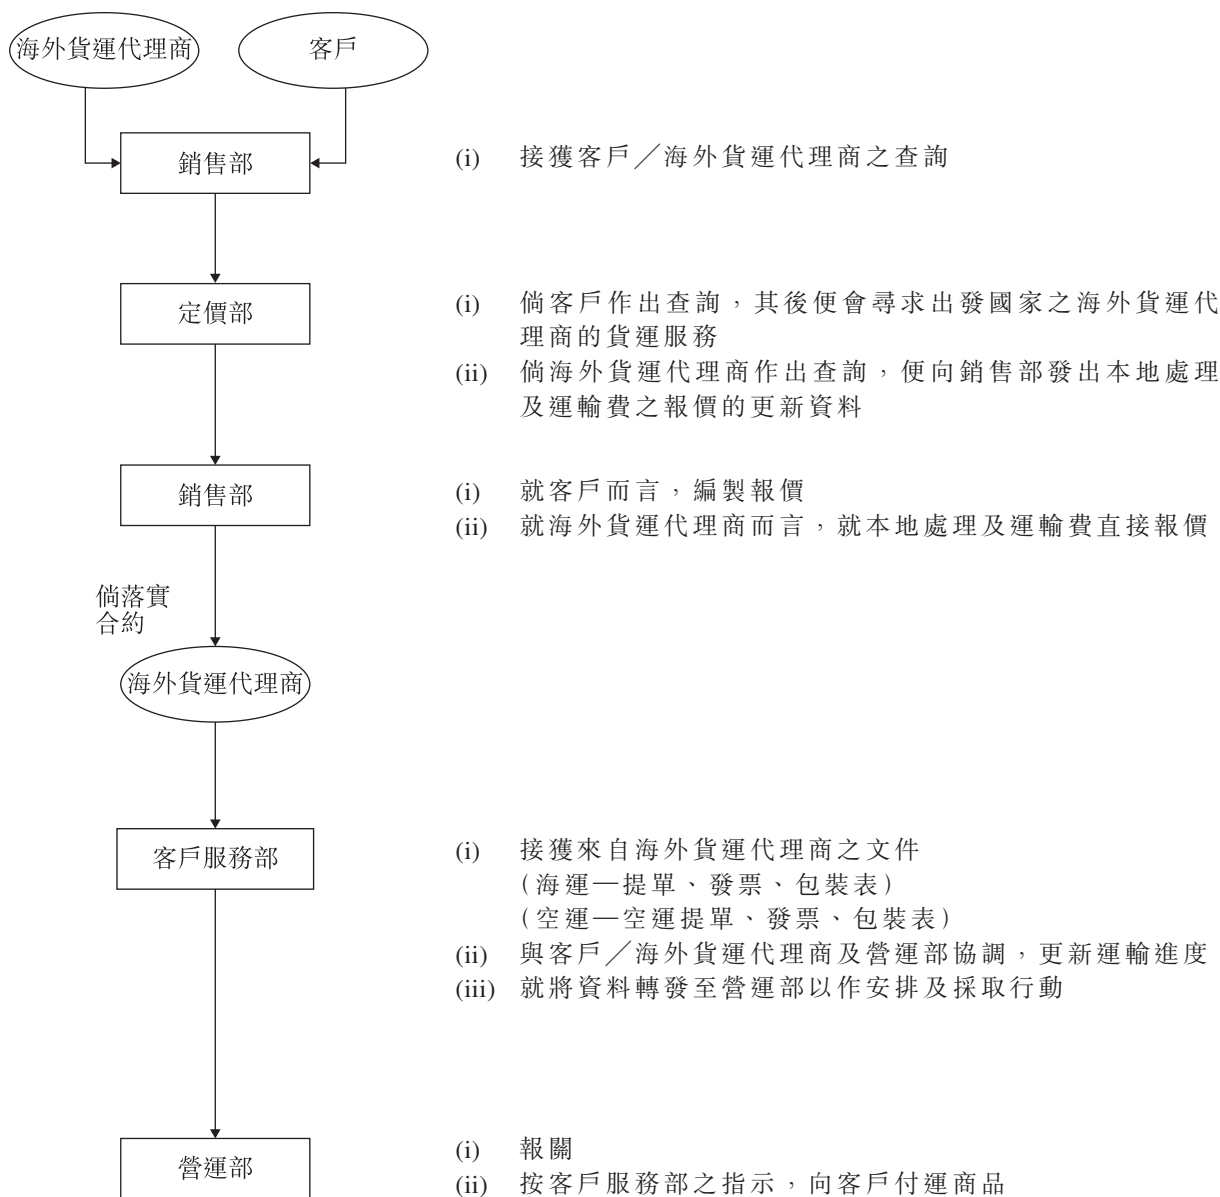 海外貨運代理商
客戶
銷售部
(i) 接獲客戶／海外貨運代理商之查詢
定價部
(i) 倘客戶作出查詢，其後便會尋求出發國家之海外貨運代
理商的貨運服務
(ii) 倘海外貨運代理商作出查詢，便向銷售部發出本地處理
及運輸費之報價的更新資料
銷售部
(i) 就客戶而言，編製報價
(ii) 就海外貨運代理商而言，就本地處理及運輸費直接報價
倘落實
合約
海外貨運代理商
客戶服務部
(i) 接獲來自海外貨運代理商之文件
(海運—提單、發票、包裝表)
(空運—空運提單、發票、包裝表)
(ii) 與客戶／海外貨運代理商及營運部協調，更新運輸進度
(iii) 就將資料轉發至營運部以作安排及採取行動
營運部
(i) 報關
(ii) 按客戶服務部之指示，向客戶付運商品